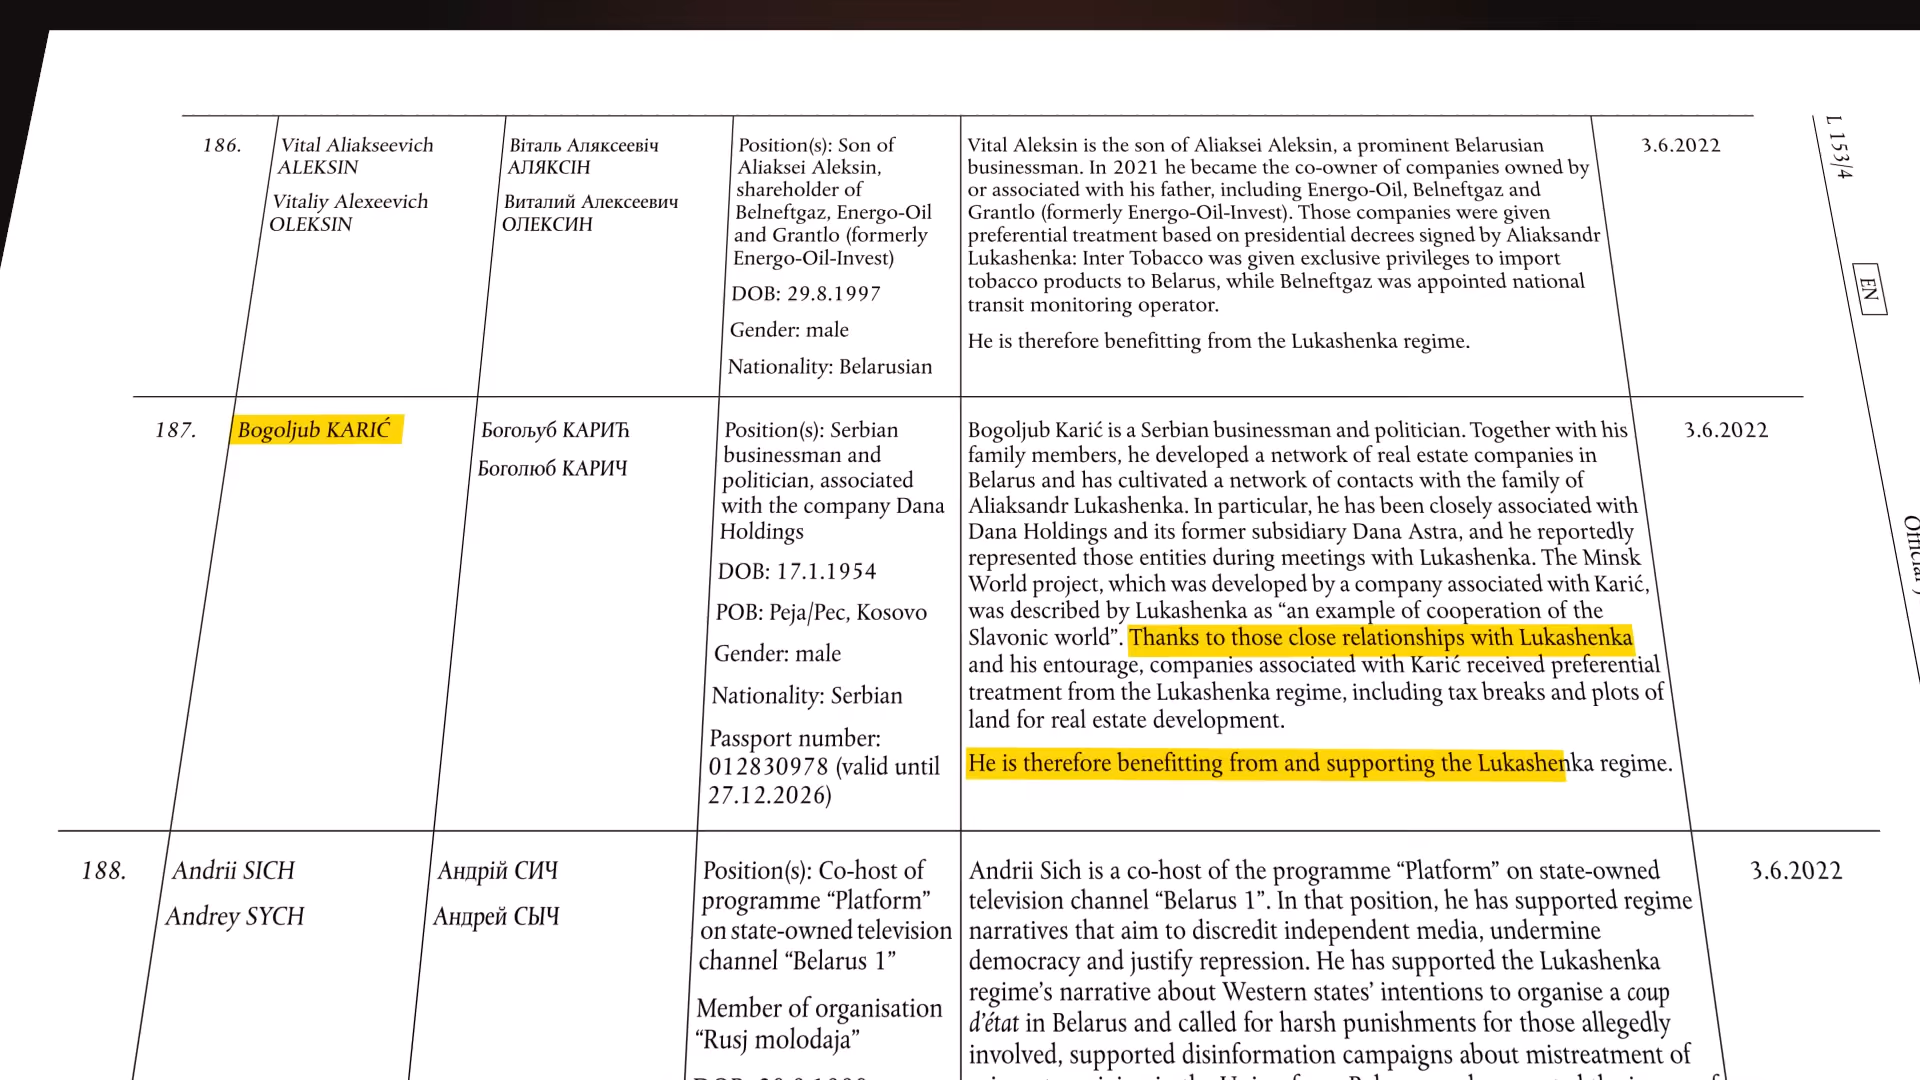 186.
Vital Aliakseevich
ALEKSIN
Vitaliy Alexeevich
OLEKSIN
Віталь Аляксеевіч
АЛЯКСІН
Виталий Алексеевич
ОЛЕКСИН
Position(s): Son of
Aliaksei Aleksin,
shareholder of
Belneftgaz, Energo-Oil
and Grantlo (formerly
Energo-Oil-Invest)
DOB: 29.8.1997
Gender: male
Nationality: Belarusian
Vital Aleksin is the son of Aliaksei Aleksin, a prominent Belarusian
businessman. In 2021 he became the co-owner of companies owned by
or associated with his father, including Energo-Oil, Belneftgaz and
Grantlo (formerly Energo-Oil-Invest). Those companies were given
preferential treatment based on presidential decrees signed by Aliaksandr
Lukashenka: Inter Tobacco was given exclusive privileges to import
tobacco products to Belarus, while Belneftgaz was appointed national
transit monitoring operator.
He is therefore benefitting from the Lukashenka regime.
3.6.2022
187.
Bogoljub KARIĆ
Богољуб КАРИЋ
Боголюб КАРИЧ
Position(s): Serbian
businessman and
politician, associated
with the company Dana
Holdings
DOB: 17.1.1954
POB: Peja/Pec, Kosovo
Gender: male
Nationality: Serbian
Passport number:
012830978 (valid until
27.12.2026)
Bogoljub Karić is a Serbian businessman and politician. Together with his
family members, he developed a network of real estate companies in
Belarus and has cultivated a network of contacts with the family of
Aliaksandr Lukashenka. In particular, he has been closely associated with
Dana Holdings and its former subsidiary Dana Astra, and he reportedly
represented those entities during meetings with Lukashenka. The Minsk
World project, which was developed by a company associated with Karić,
was described by Lukashenka as “an example of cooperation of the
Slavonic world”. Thanks to those close relationships with Lukashenka
and his entourage, companies associated with Karić received preferential
treatment from the Lukashenka regime, including tax breaks and plots of
land for real estate development.
He is therefore benefitting from and supporting the Lukashenka regime.
3.6.2022
188.
Andrii SICH
Andrey SYCH
Андрій СИЧ
Андрей СЫЧ
Position(s): Co-host of
programme “Platform”
on state-owned television
channel “Belarus 1”
Member of organisation
“Rusj molodaja”
Andrii Sich is a co-host of the programme “Platform” on state-owned
television channel “Belarus 1”. In that position, he has supported regime
narratives that aim to discredit independent media, undermine
democracy and justify repression. He has supported the Lukashenka
regime’s narrative about Western states’ intentions to organise a coup
d’état in Belarus and called for harsh punishments for those allegedly
involved, supported disinformation campaigns about mistreatment of
3.6.2022
L 153/4
EN